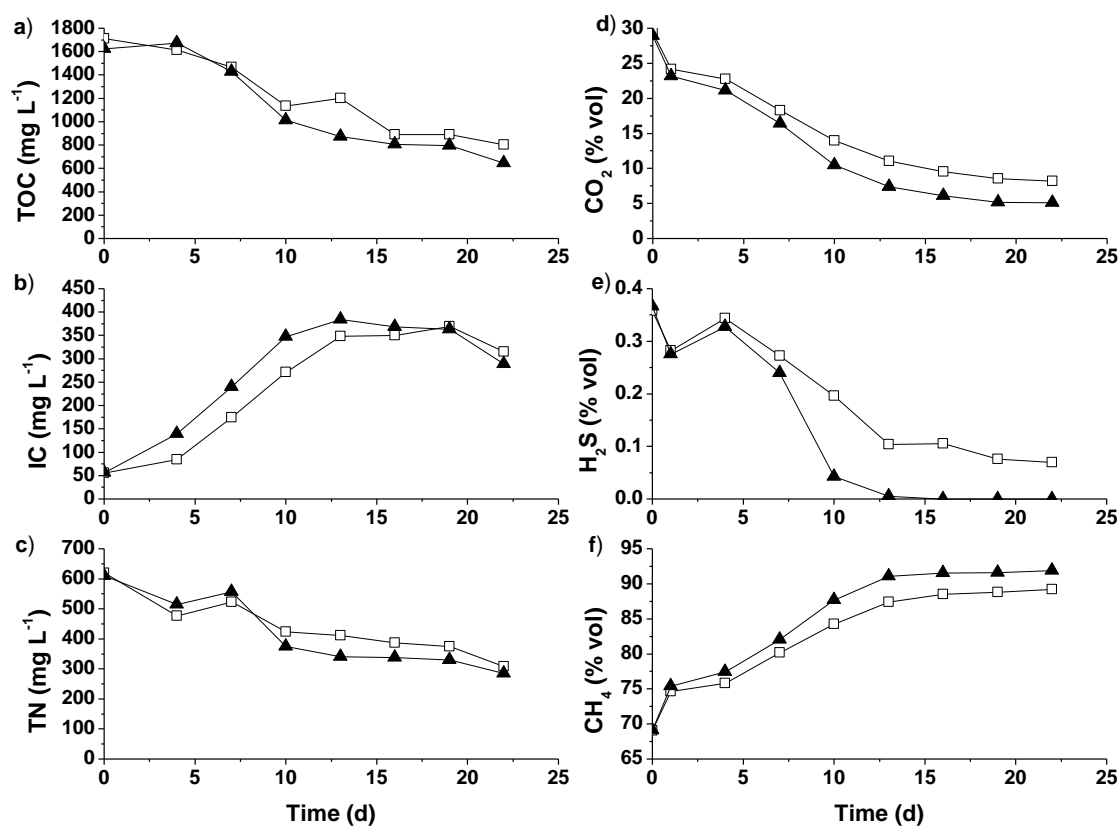 a)
TOC (mg L⁻¹)
1800
1600
1400
1200
1000
800
600
400
200
0
0 5 10 15 20 25
b)
IC (mg L⁻¹)
450
400
350
300
250
200
150
100
50
0
0 5 10 15 20 25
c)
TN (mg L⁻¹)
700
600
500
400
300
200
100
0
0 5 10 15 20 25
Time (d)
d)
CO₂ (% vol)
30
25
20
15
10
5
0
0 5 10 15 20 25
e)
H₂S (% vol)
0.4
0.3
0.2
0.1
0.0
0 5 10 15 20 25
f)
CH₄ (% vol)
95
90
85
80
75
70
65
0 5 10 15 20 25
Time (d)